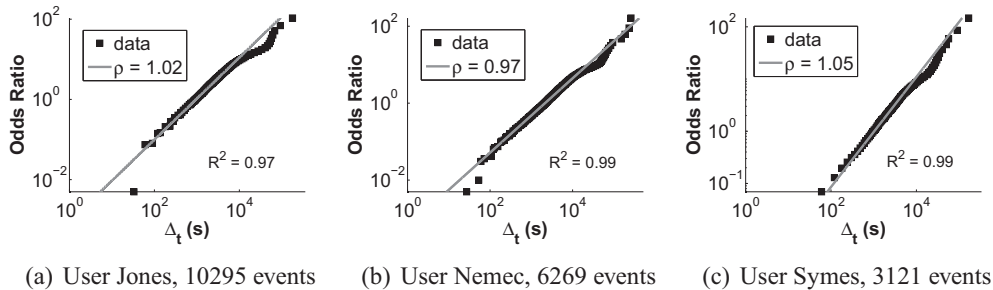 Odds Ratio
10²
10⁰
10⁻²
data
ρ = 1.02
R² = 0.97
10⁰
10²
10⁴
Δt (s)
(a) User Jones, 10295 events
Odds Ratio
10²
10⁰
10⁻²
data
ρ = 0.97
R² = 0.99
10⁰
10²
10⁴
Δt (s)
(b) User Nemec, 6269 events
Odds Ratio
10²
10⁰
10⁻¹
data
ρ = 1.05
R² = 0.99
10⁰
10²
10⁴
Δt (s)
(c) User Symes, 3121 events